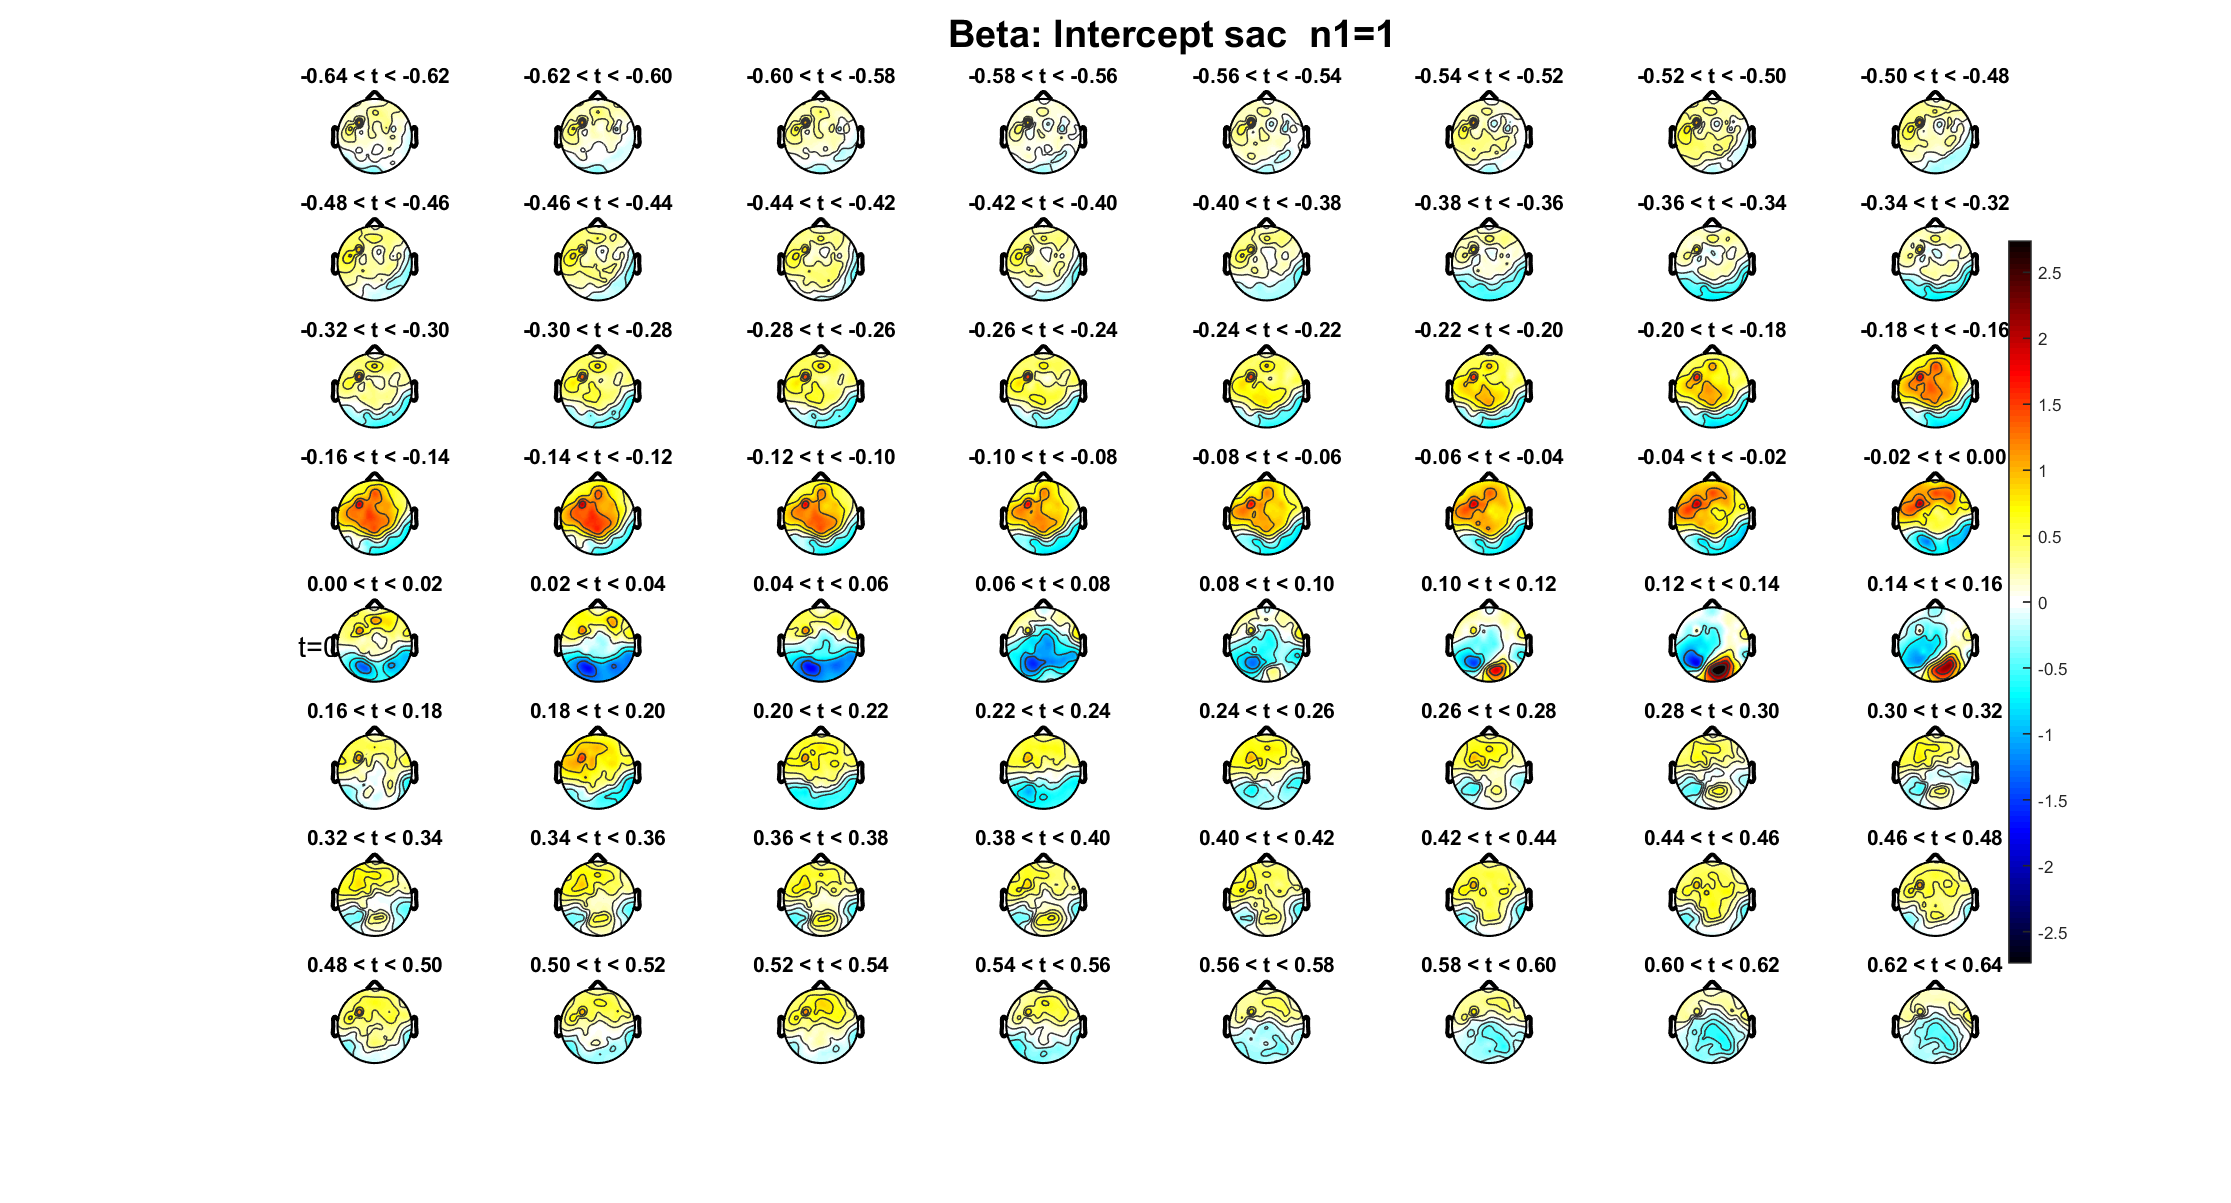 Beta: Intercept sac  n1=1
-0.64 < t < -0.62 -0.62 < t < -0.60 -0.60 < t < -0.58 -0.58 < t < -0.56 -0.56 < t < -0.54 -0.54 < t < -0.52 -0.52 < t < -0.50 -0.50 < t < -0.48
-0.48 < t < -0.46 -0.46 < t < -0.44 -0.44 < t < -0.42 -0.42 < t < -0.40 -0.40 < t < -0.38 -0.38 < t < -0.36 -0.36 < t < -0.34 -0.34 < t < -0.32
-0.32 < t < -0.30 -0.30 < t < -0.28 -0.28 < t < -0.26 -0.26 < t < -0.24 -0.24 < t < -0.22 -0.22 < t < -0.20 -0.20 < t < -0.18 -0.18 < t < -0.16
-0.16 < t < -0.14 -0.14 < t < -0.12 -0.12 < t < -0.10 -0.10 < t < -0.08 -0.08 < t < -0.06 -0.06 < t < -0.04 -0.04 < t < -0.02 -0.02 < t < 0.00
0.00 < t < 0.02 0.02 < t < 0.04 0.04 < t < 0.06 0.06 < t < 0.08 0.08 < t < 0.10 0.10 < t < 0.12 0.12 < t < 0.14 0.14 < t < 0.16
t=0
0.16 < t < 0.18 0.18 < t < 0.20 0.20 < t < 0.22 0.22 < t < 0.24 0.24 < t < 0.26 0.26 < t < 0.28 0.28 < t < 0.30 0.30 < t < 0.32
0.32 < t < 0.34 0.34 < t < 0.36 0.36 < t < 0.38 0.38 < t < 0.40 0.40 < t < 0.42 0.42 < t < 0.44 0.44 < t < 0.46 0.46 < t < 0.48
0.48 < t < 0.50 0.50 < t < 0.52 0.52 < t < 0.54 0.54 < t < 0.56 0.56 < t < 0.58 0.58 < t < 0.60 0.60 < t < 0.62 0.62 < t < 0.64
2.5
2
1.5
1
0.5
0
-0.5
-1
-1.5
-2
-2.5